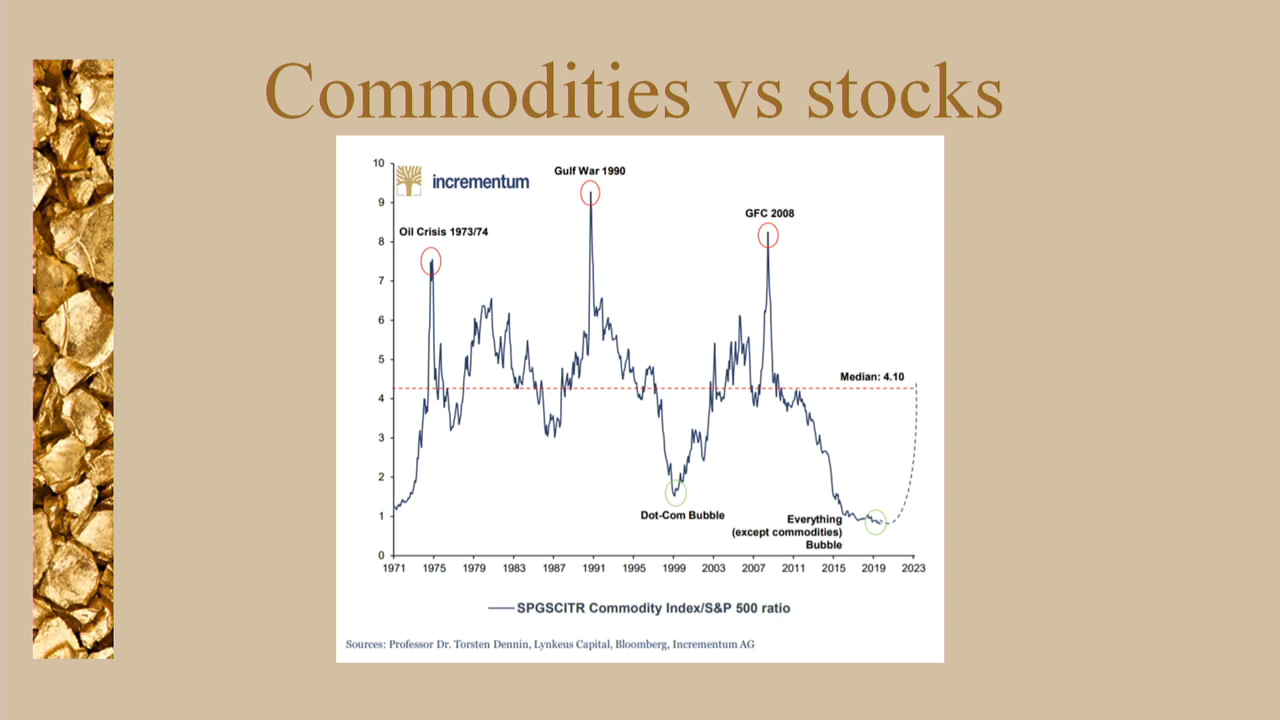 Commodities vs stocks
incrementum
Gulf War 1990
GFC 2008
Oil Crisis 1973/74
Median: 4.10
Dot-Com Bubble
Everything
(except commodities)
Bubble
10
9
8
7
6
5
4
3
2
1
0
1971 1975 1979 1983 1987 1991 1995 1999 2003 2007 2011 2015 2019 2023
SPGSCITR Commodity Index/S&P 500 ratio
Sources: Professor Dr. Torsten Dennin, Lynkeus Capital, Bloomberg, Incrementum AG